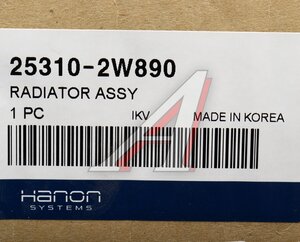 25310-2W890
RADIATOR ASSY
1 PC IKV MADE IN KOREA
Hanon
SYSTEMS